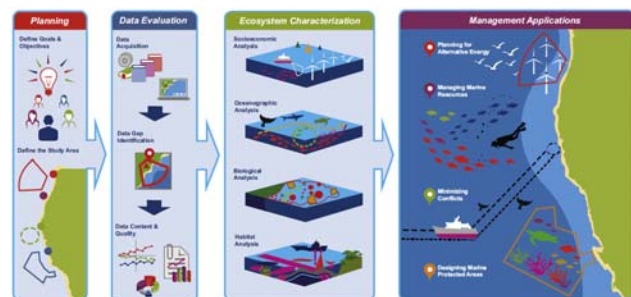 Planning
Define Goals &
Objectives
Define the Study Area
Data Evaluation
Data
Acquisition
Data Gap
Identification
Data Content &
Quality
Ecosystem Characterization
Socioeconomic
Analysis
Oceanographic
Analysis
Biological
Analysis
Habitat
Analysis
Management Applications
Planning for
Alternative Energy
Managing Marine
Resources
Minimizing
Conflicts
Designing Marine
Protected Areas